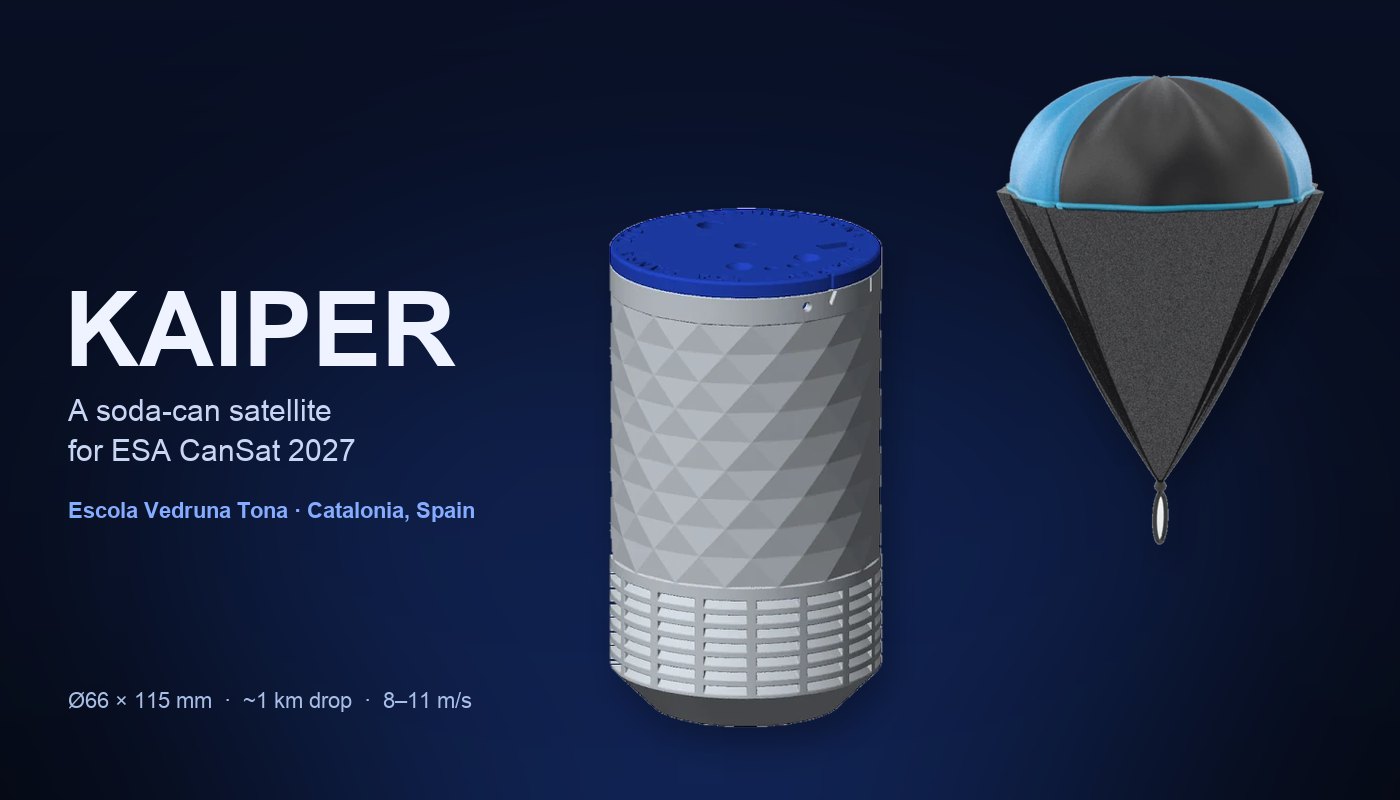 KAIPER
A soda-can satellite
for ESA CanSat 2027
Escola Vedruna Tona · Catalonia, Spain
Ø66 × 115 mm · ~1 km drop · 8–11 m/s